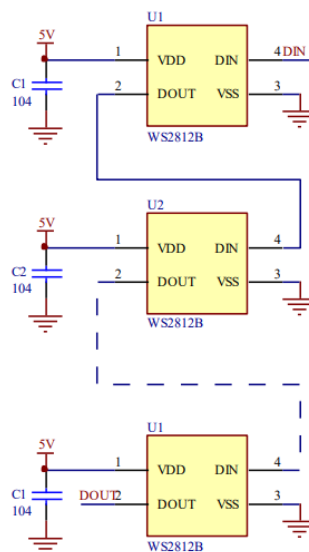 U1
5V
1 VDD DIN 4 DIN
C1
104
2 DOUT VSS 3
WS2812B
U2
5V
1 VDD DIN 4
C2
104
2 DOUT VSS 3
WS2812B
U1
5V
1 VDD DIN 4
C1
104
DOUT 2 DOUT VSS 3
WS2812B